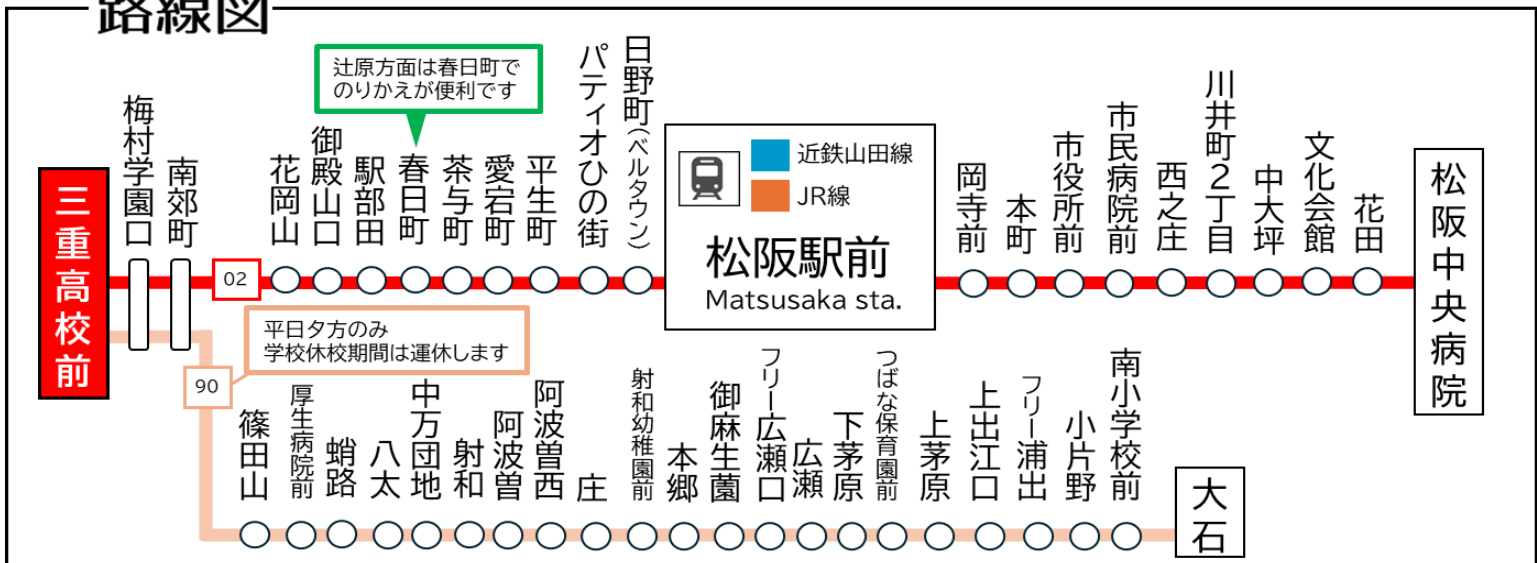 路線図
辻原方面は春日町で
のりかえが便利です
三重高校前
梅村学園口
南郊町
02
花岡山
御殿山口
駅部田
春日町
茶与町
愛宕町
平生町
パティオひの街
日野町(ベルタウン)
近鉄山田線
JR線
松阪駅前
Matsusaka sta.
岡寺前
本町
市役所前
市民病院前
西之庄
川井町2丁目
中大坪
文化会館
花田
松阪中央病院
平日夕方のみ
学校休校期間は運休します
90
篠田山
厚生病院前
蛸路
八太
中万団地
射和
阿波曽
阿波曽西
庄
射和幼稚園前
本郷
御麻生薗
フリー広瀬口
広瀬
下茅原
つばな保育園前
上茅原
上出江口
フリー浦出
小片野
南小学校前
大石